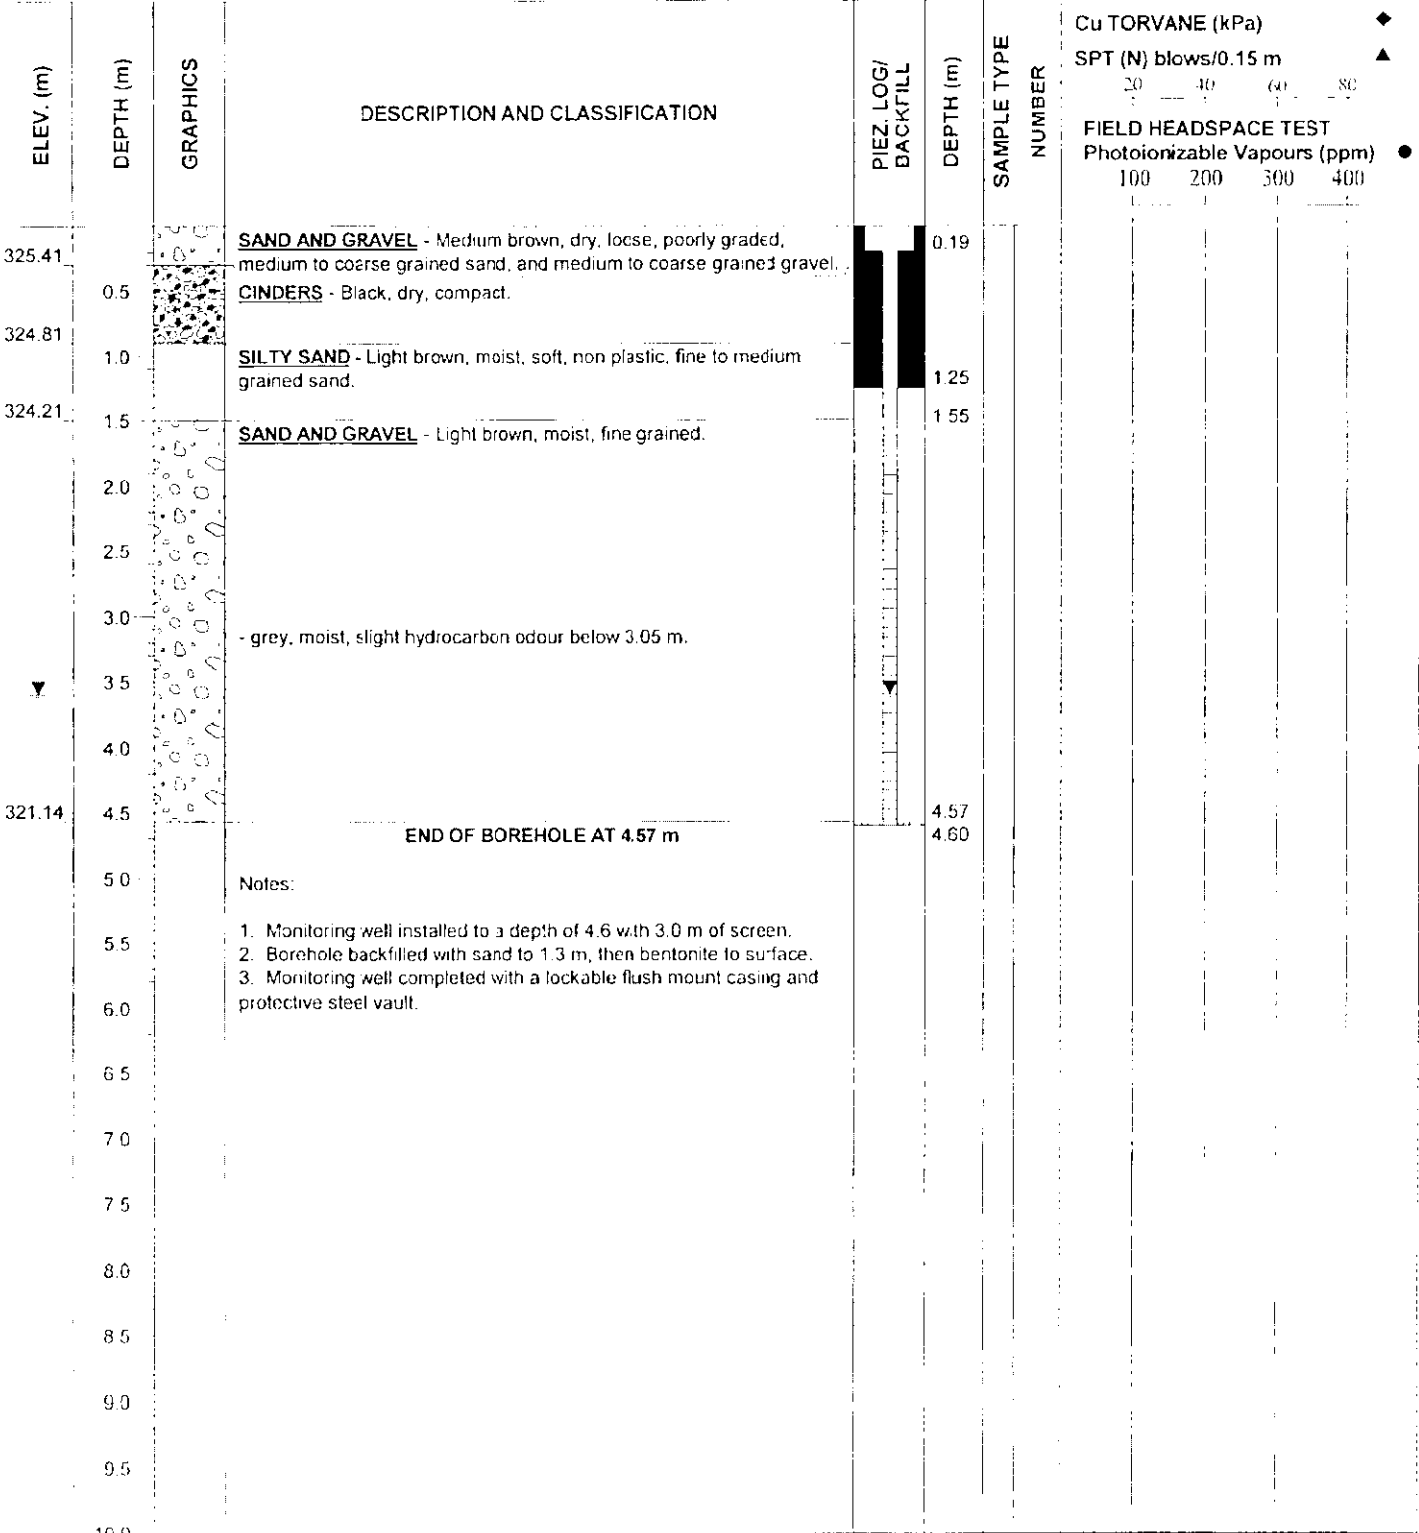 ELEV. (m)
DEPTH (m)
GRAPHICS
DESCRIPTION AND CLASSIFICATION
PIEZ. LOG/
BACKFILL
DEPTH (m)
SAMPLE TYPE
NUMBER
Cu TORVANE (kPa) ◆
SPT (N) blows/0.15 m ▲
20 40 60 80
FIELD HEADSPACE TEST
Photoionizable Vapours (ppm) ●
100 200 300 400
SAND AND GRAVEL - Medium brown, dry, loose, poorly graded, 0.19
325.41 medium to coarse grained sand, and medium to coarse grained gravel.
0.5 CINDERS - Black, dry, compact.
324.81
1.0 SILTY SAND - Light brown, moist, soft, non plastic, fine to medium
grained sand. 1.25
324.21 1.5 1.55
SAND AND GRAVEL - Light brown, moist, fine grained.
2.0
2.5
3.0
- grey, moist, slight hydrocarbon odour below 3.05 m.
3.5
4.0
321.14 4.5 4.57
END OF BOREHOLE AT 4.57 m 4.60
5.0 Notes:
1. Monitoring well installed to a depth of 4.6 with 3.0 m of screen.
5.5 2. Borehole backfilled with sand to 1.3 m, then bentonite to surface.
3. Monitoring well completed with a lockable flush mount casing and
6.0 protective steel vault.
6.5
7.0
7.5
8.0
8.5
9.0
9.5
10.0